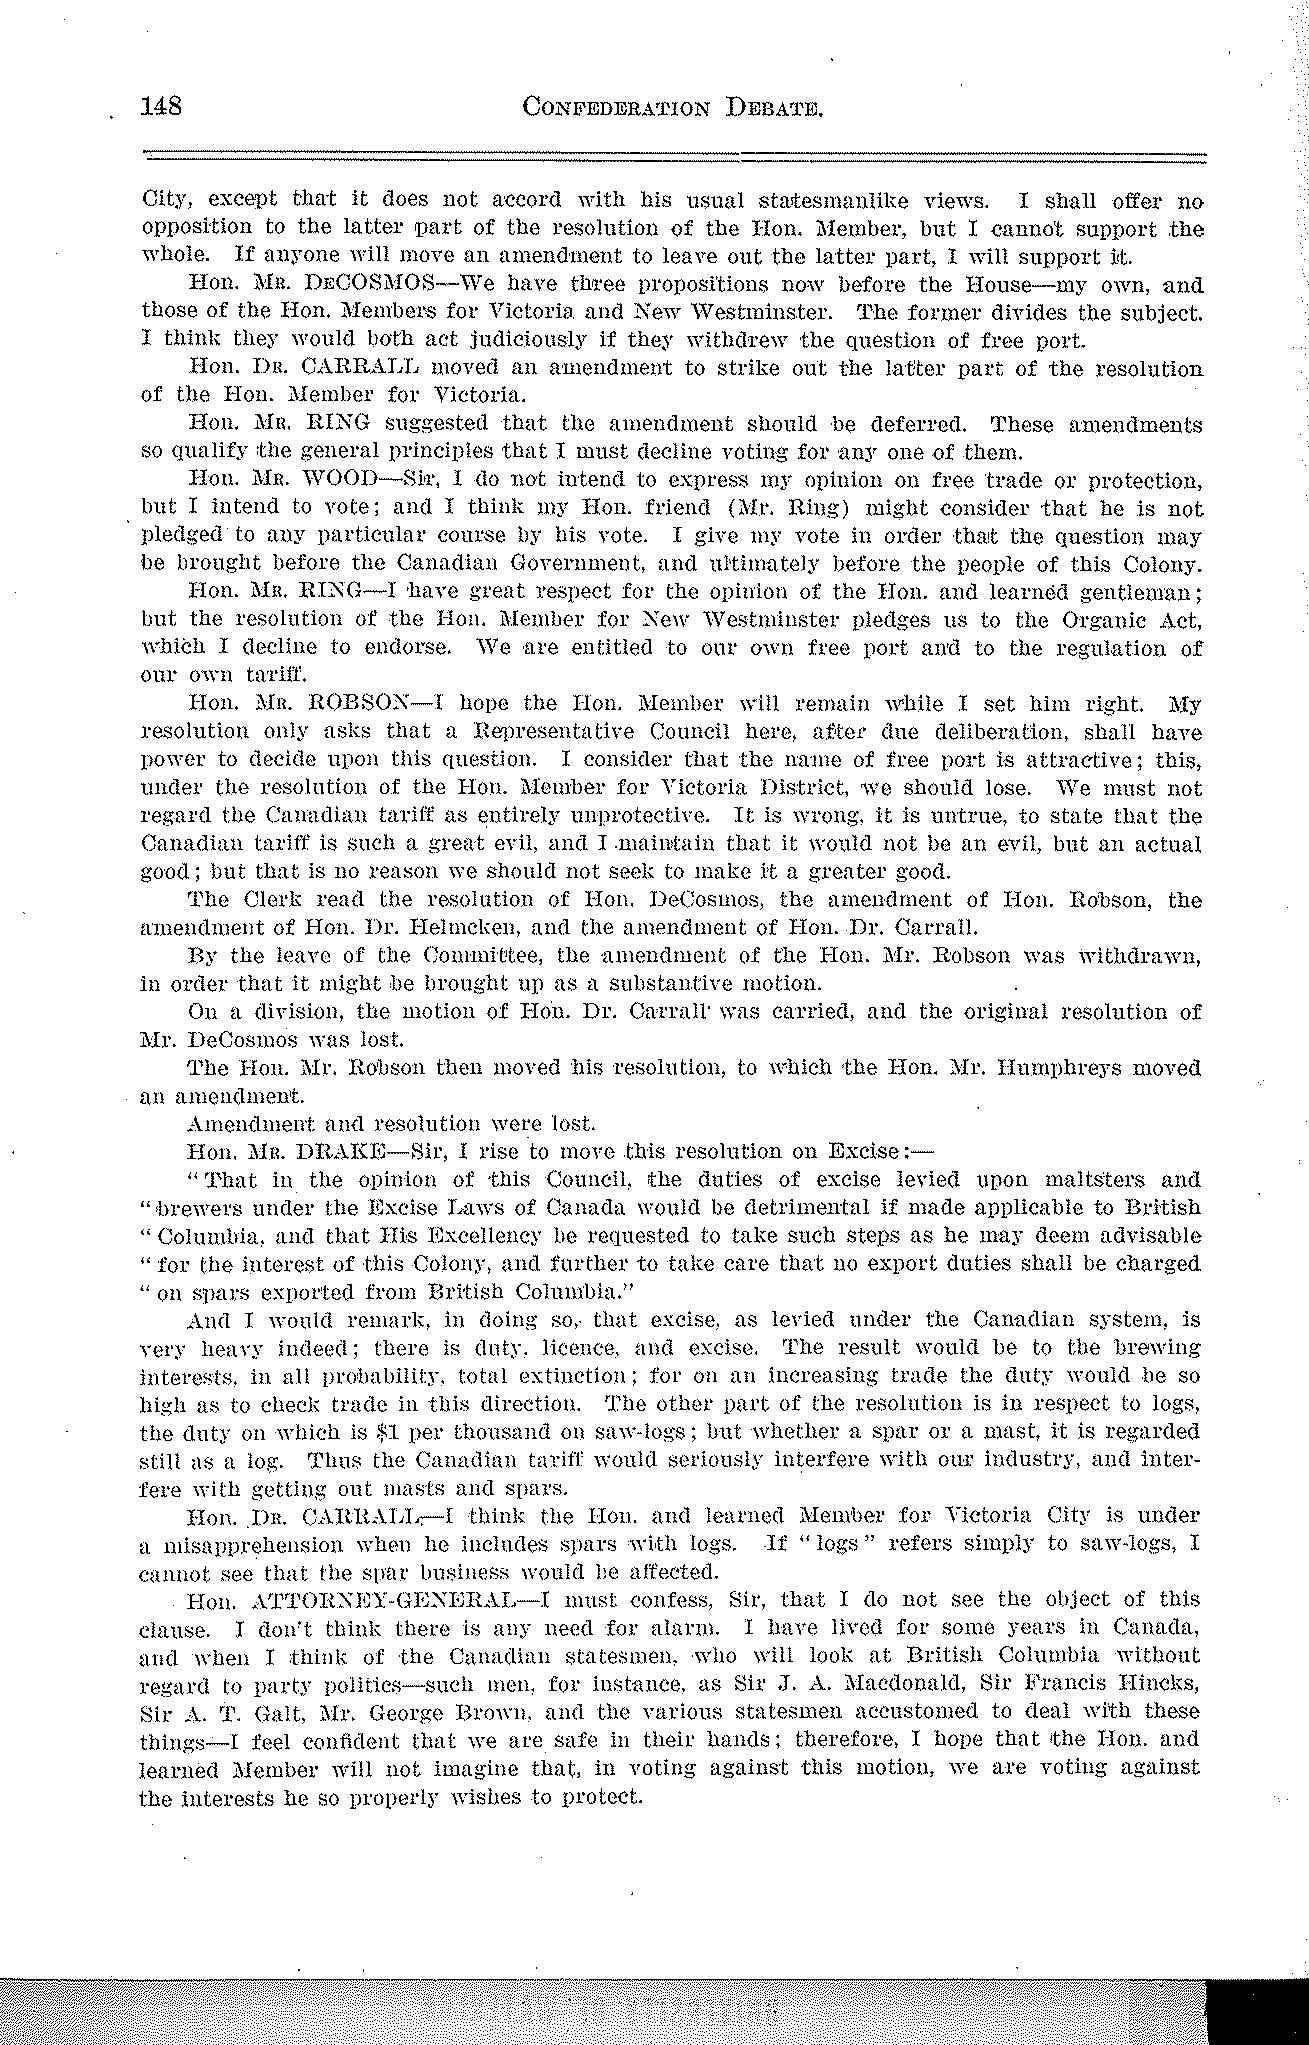 148 CONFEDERATION DEBATE.
City, except that it does not accord with his usual statesmanlike views. I shall offer no
opposition to the latter part of the resolution of the Hon. Member, but I cannot support the
whole. If anyone will move an amendment to leave out the latter part, I will support it.
Hon. MR. DECOSMOS—We have three propositions now before the House—my own, and
those of the Hon. Members for Victoria and New Westminster. The former divides the subject.
I think they would both act judiciously if they withdrew the question of free port.
Hon. DR. CARRALL moved an amendment to strike out the latter part of the resolution
of the Hon. Member for Victoria.
Hon. MR. RING suggested that the amendment should be deferred. These amendments
so qualify the general principles that I must decline voting for any one of them.
Hon. MR. WOOD—Sir, I do not intend to express my opinion on free trade or protection,
but I intend to vote; and I think my Hon. friend (Mr. Ring) might consider that he is not
pledged to any particular course by his vote. I give my vote in order that the question may
be brought before the Canadian Government, and ultimately before the people of this Colony.
Hon. MR. RING—I have great respect for the opinion of the Hon. and learned gentleman;
but the resolution of the Hon. Member for New Westminster pledges us to the Organic Act,
which I decline to endorse. We are entitled to our own free port and to the regulation of
our own tariff.
Hon. MR. ROBSON—I hope the Hon. Member will remain while I set him right. My
resolution only asks that a Representative Council here, after due deliberation, shall have
power to decide upon this question. I consider that the name of free port is attractive; this,
under the resolution of the Hon. Member for Victoria District, we should lose. We must not
regard the Canadian tariff as entirely unprotective. It is wrong, it is untrue, to state that the
Canadian tariff is such a great evil, and I maintain that it would not be an evil, but an actual
good; but that is no reason we should not seek to make it a greater good.
The Clerk read the resolution of Hon. DeCosmos, the amendment of Hon. Robson, the
amendment of Hon. Dr. Helmcken, and the amendment of Hon. Dr. Carrall.
By the leave of the Committee, the amendment of the Hon. Mr. Robson was withdrawn,
in order that it might be brought up as a substantive motion.
On a division, the motion of Hon. Dr. Carrall was carried, and the original resolution of
Mr. DeCosmos was lost.
The Hon. Mr. Robson then moved his resolution, to which the Hon. Mr. Humphreys moved
an amendment.
Amendment and resolution were lost.
Hon. MR. DRAKE—Sir, I rise to move this resolution on Excise:—
"That in the opinion of this Council, the duties of excise levied upon maltsters and
"brewers under the Excise Laws of Canada would be detrimental if made applicable to British
"Columbia, and that His Excellency be requested to take such steps as he may deem advisable
"for the interest of this Colony, and further to take care that no export duties shall be charged
"on spars exported from British Columbia."
And I would remark, in doing so, that excise, as levied under the Canadian system, is
very heavy indeed; there is duty, licence, and excise. The result would be to the brewing
interests, in all probability, total extinction; for on an increasing trade the duty would be so
high as to check trade in this direction. The other part of the resolution is in respect to logs,
the duty on which is $1 per thousand on saw-logs; but whether a spar or a mast, it is regarded
still as a log. Thus the Canadian tariff would seriously interfere with our industry, and inter-
fere with getting out masts and spars.
Hon. DR. CARRALL—I think the Hon. and learned Member for Victoria City is under
a misapprehension when he includes spars with logs. If "logs" refers simply to saw-logs, I
cannot see that the spar business would be affected.
Hon. ATTORNEY-GENERAL—I must confess, Sir, that I do not see the object of this
clause. I don't think there is any need for alarm. I have lived for some years in Canada,
and when I think of the Canadian statesmen, who will look at British Columbia without
regard to party politics—such men, for instance, as Sir J. A. Macdonald, Sir Francis Hincks,
Sir A. T. Galt, Mr. George Brown, and the various statesmen accustomed to deal with these
things—I feel confident that we are safe in their hands; therefore, I hope that the Hon. and
learned Member will not imagine that, in voting against this motion, we are voting against
the interests he so properly wishes to protect.